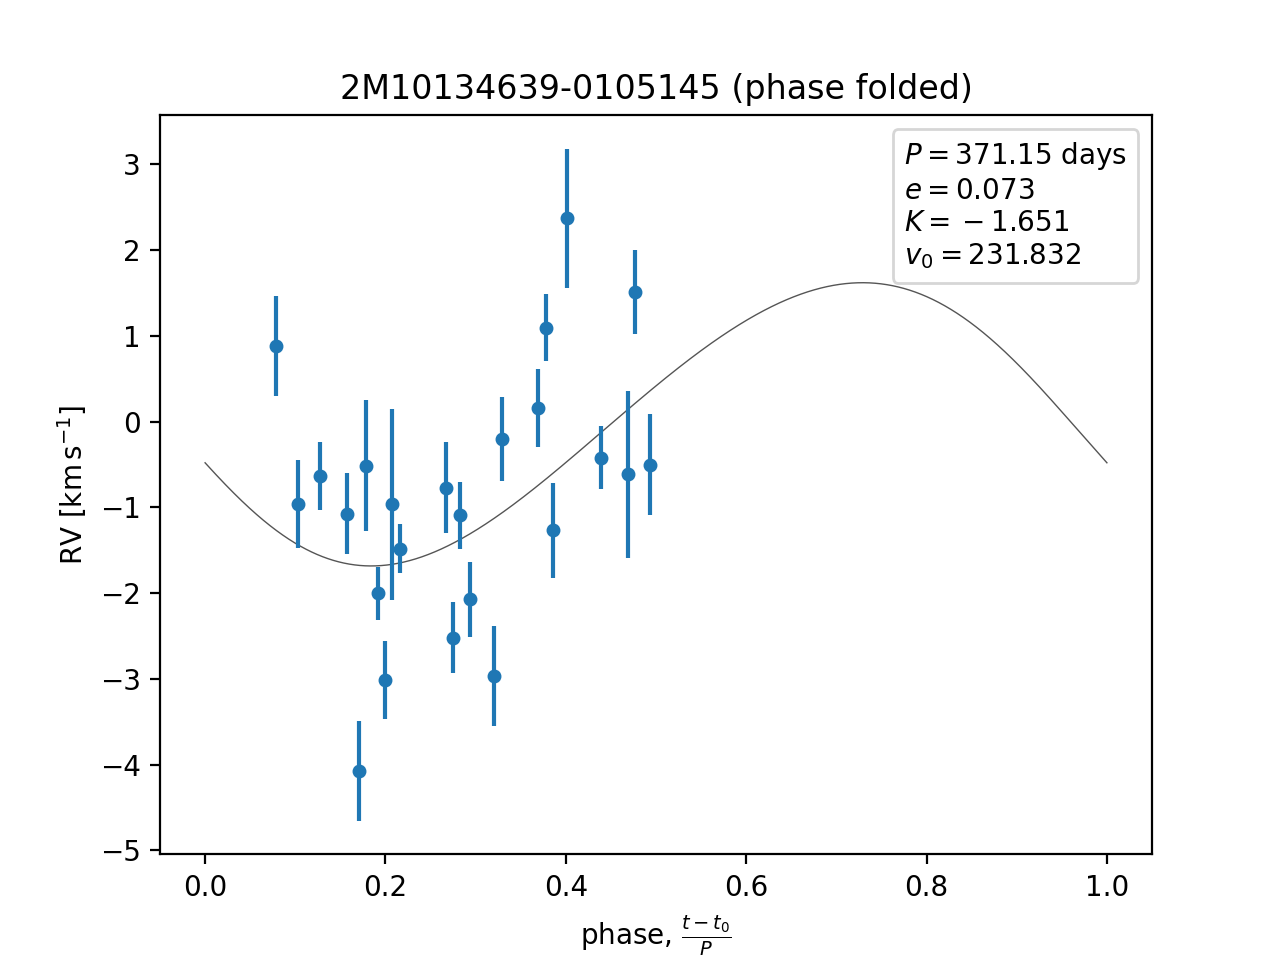 2M10134639-0105145 (phase folded)
P = 371.15 days
e = 0.073
K = −1.651
v₀ = 231.832
RV [km s⁻¹]
3
2
1
0
−1
−2
−3
−4
−5
0.0 0.2 0.4 0.6 0.8 1.0
phase, (t − t₀)/P